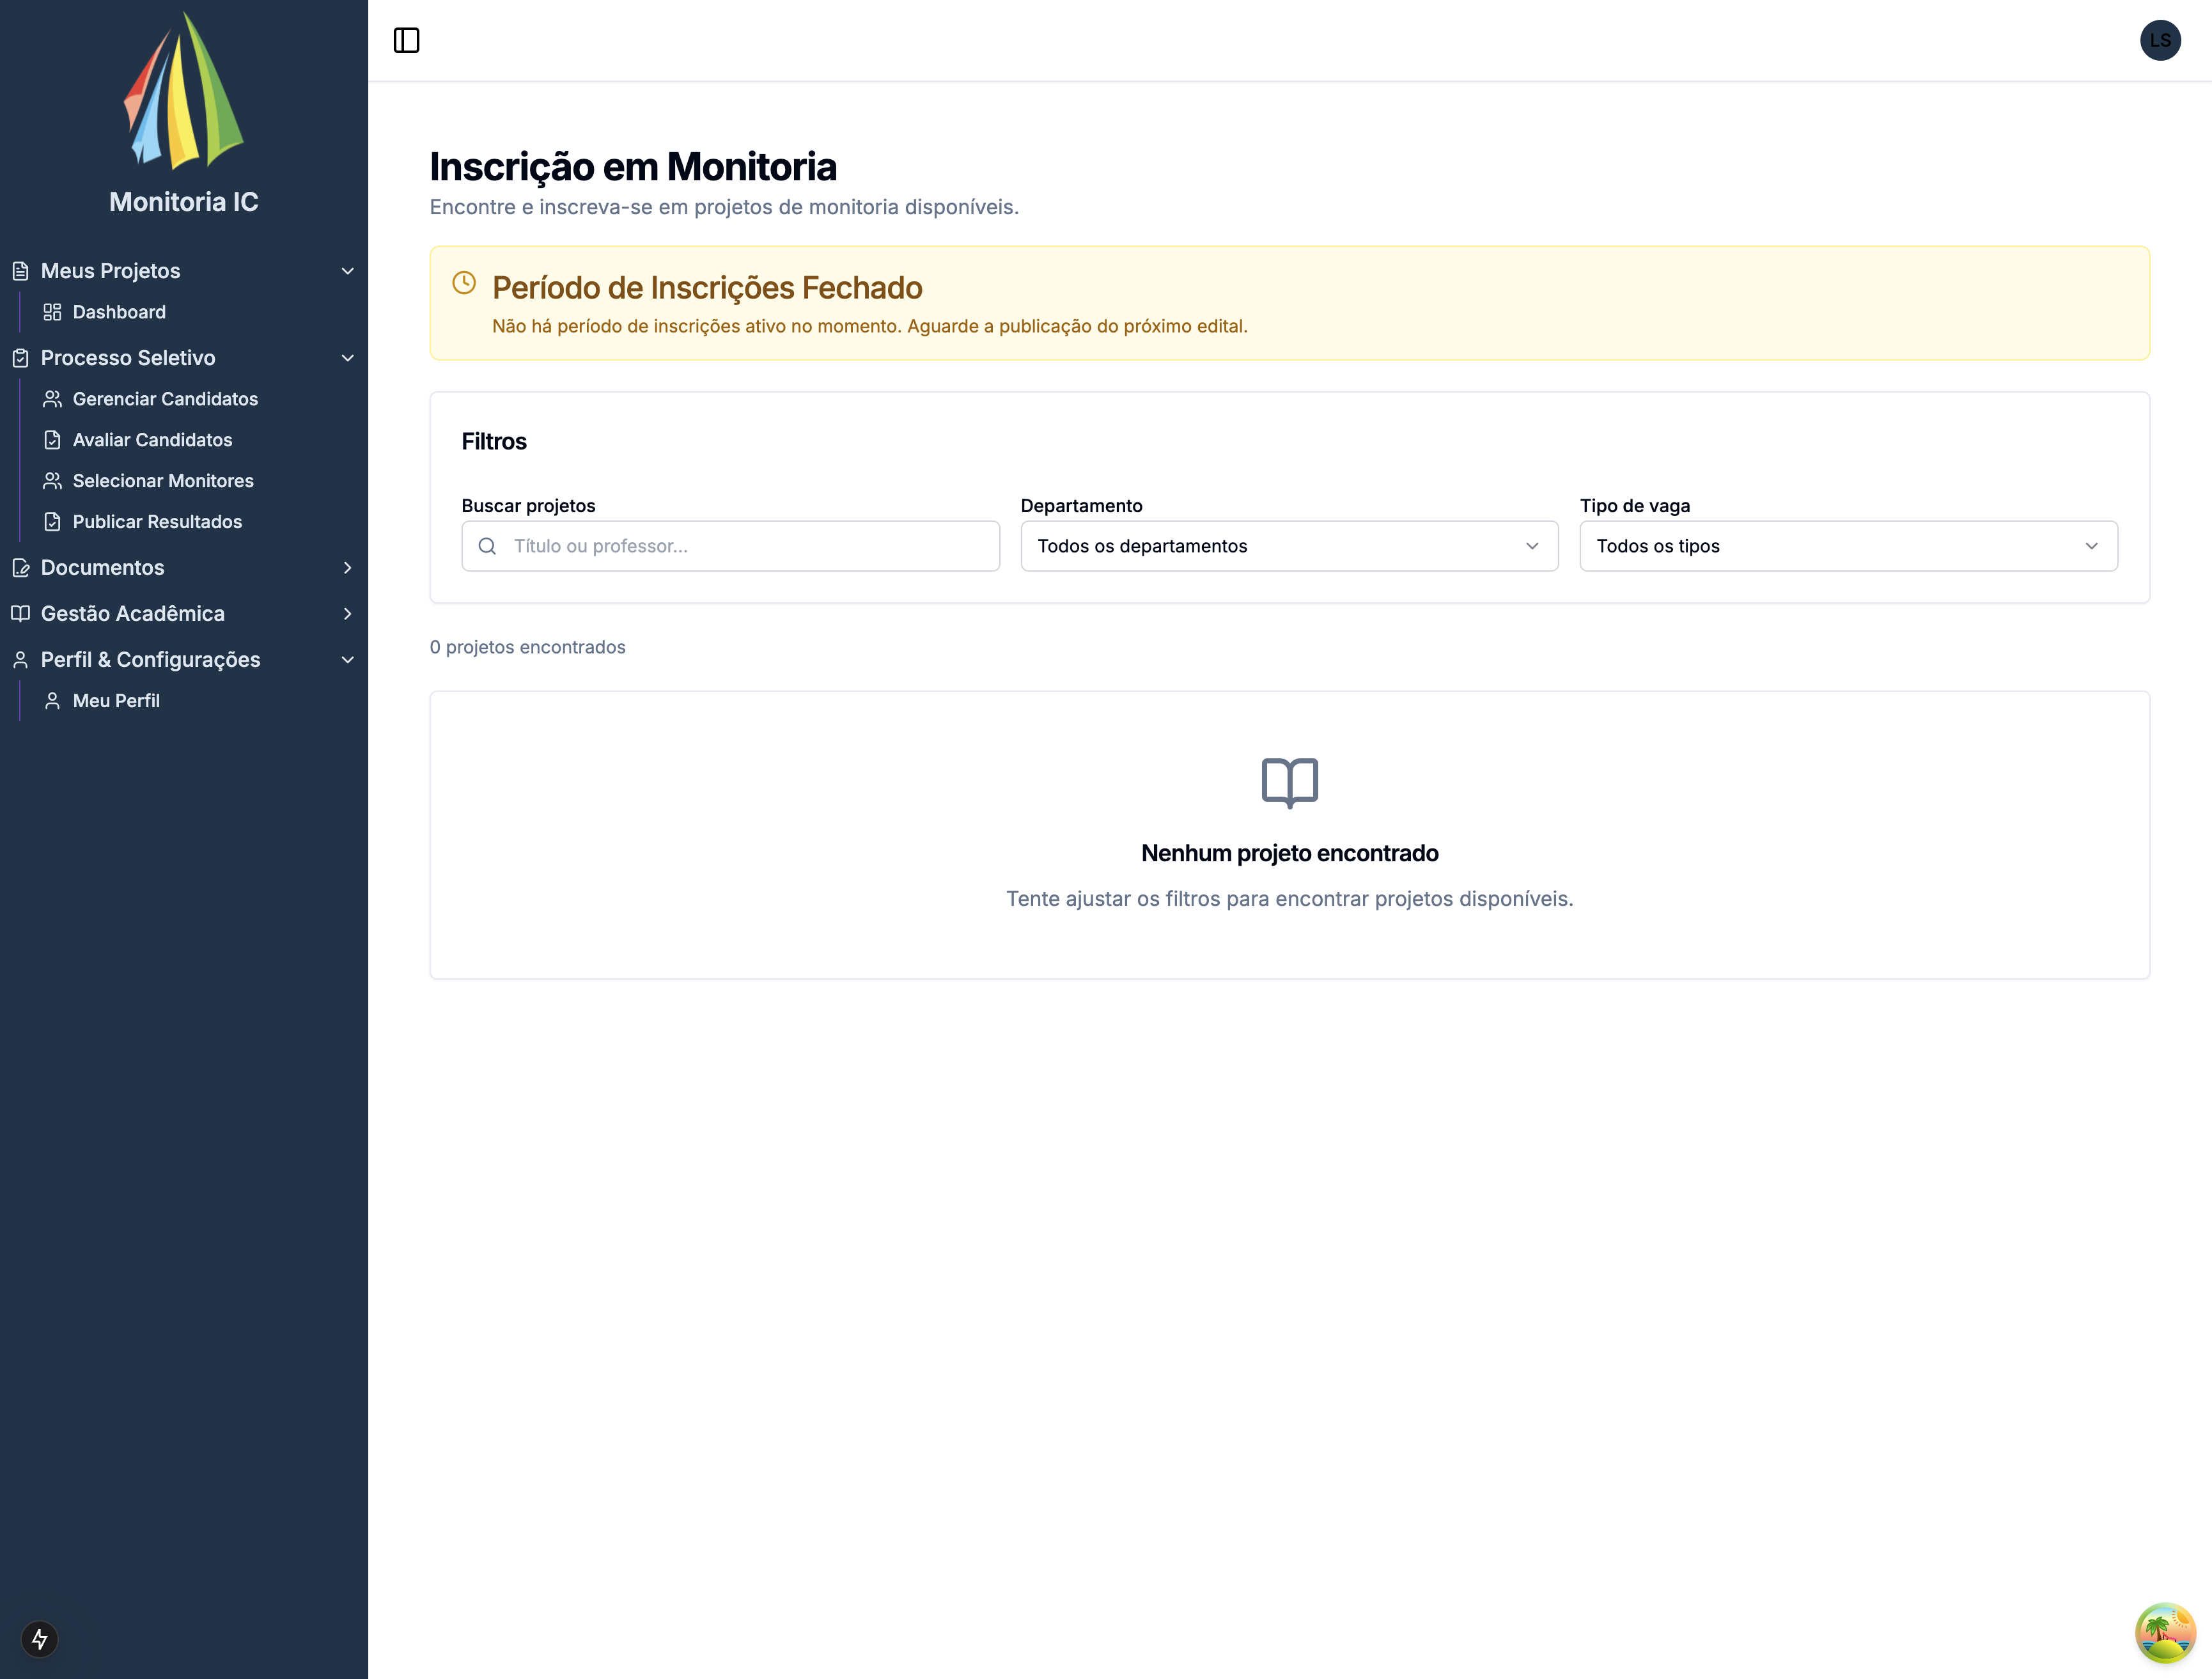 Monitoria IC
Meus Projetos
Dashboard
Processo Seletivo
Gerenciar Candidatos
Avaliar Candidatos
Selecionar Monitores
Publicar Resultados
Documentos
Gestão Acadêmica
Perfil & Configurações
Meu Perfil
LS
Inscrição em Monitoria
Encontre e inscreva-se em projetos de monitoria disponíveis.
Período de Inscrições Fechado
Não há período de inscrições ativo no momento. Aguarde a publicação do próximo edital.
Filtros
Buscar projetos
Título ou professor...
Departamento
Todos os departamentos
Tipo de vaga
Todos os tipos
0 projetos encontrados
Nenhum projeto encontrado
Tente ajustar os filtros para encontrar projetos disponíveis.